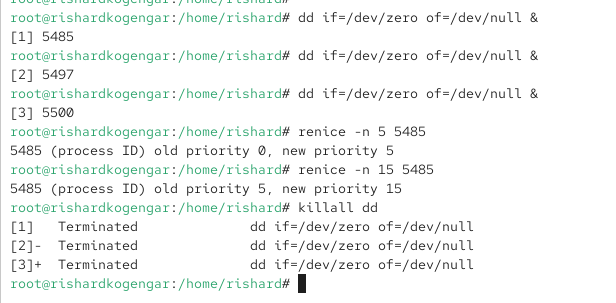 root@rishardkogengar:/home/rishard# dd if=/dev/zero of=/dev/null &
[1] 5485
root@rishardkogengar:/home/rishard# dd if=/dev/zero of=/dev/null &
[2] 5497
root@rishardkogengar:/home/rishard# dd if=/dev/zero of=/dev/null &
[3] 5500
root@rishardkogengar:/home/rishard# renice -n 5 5485
5485 (process ID) old priority 0, new priority 5
root@rishardkogengar:/home/rishard# renice -n 15 5485
5485 (process ID) old priority 5, new priority 15
root@rishardkogengar:/home/rishard# killall dd
[1]   Terminated              dd if=/dev/zero of=/dev/null
[2]-  Terminated              dd if=/dev/zero of=/dev/null
[3]+  Terminated              dd if=/dev/zero of=/dev/null
root@rishardkogengar:/home/rishard#